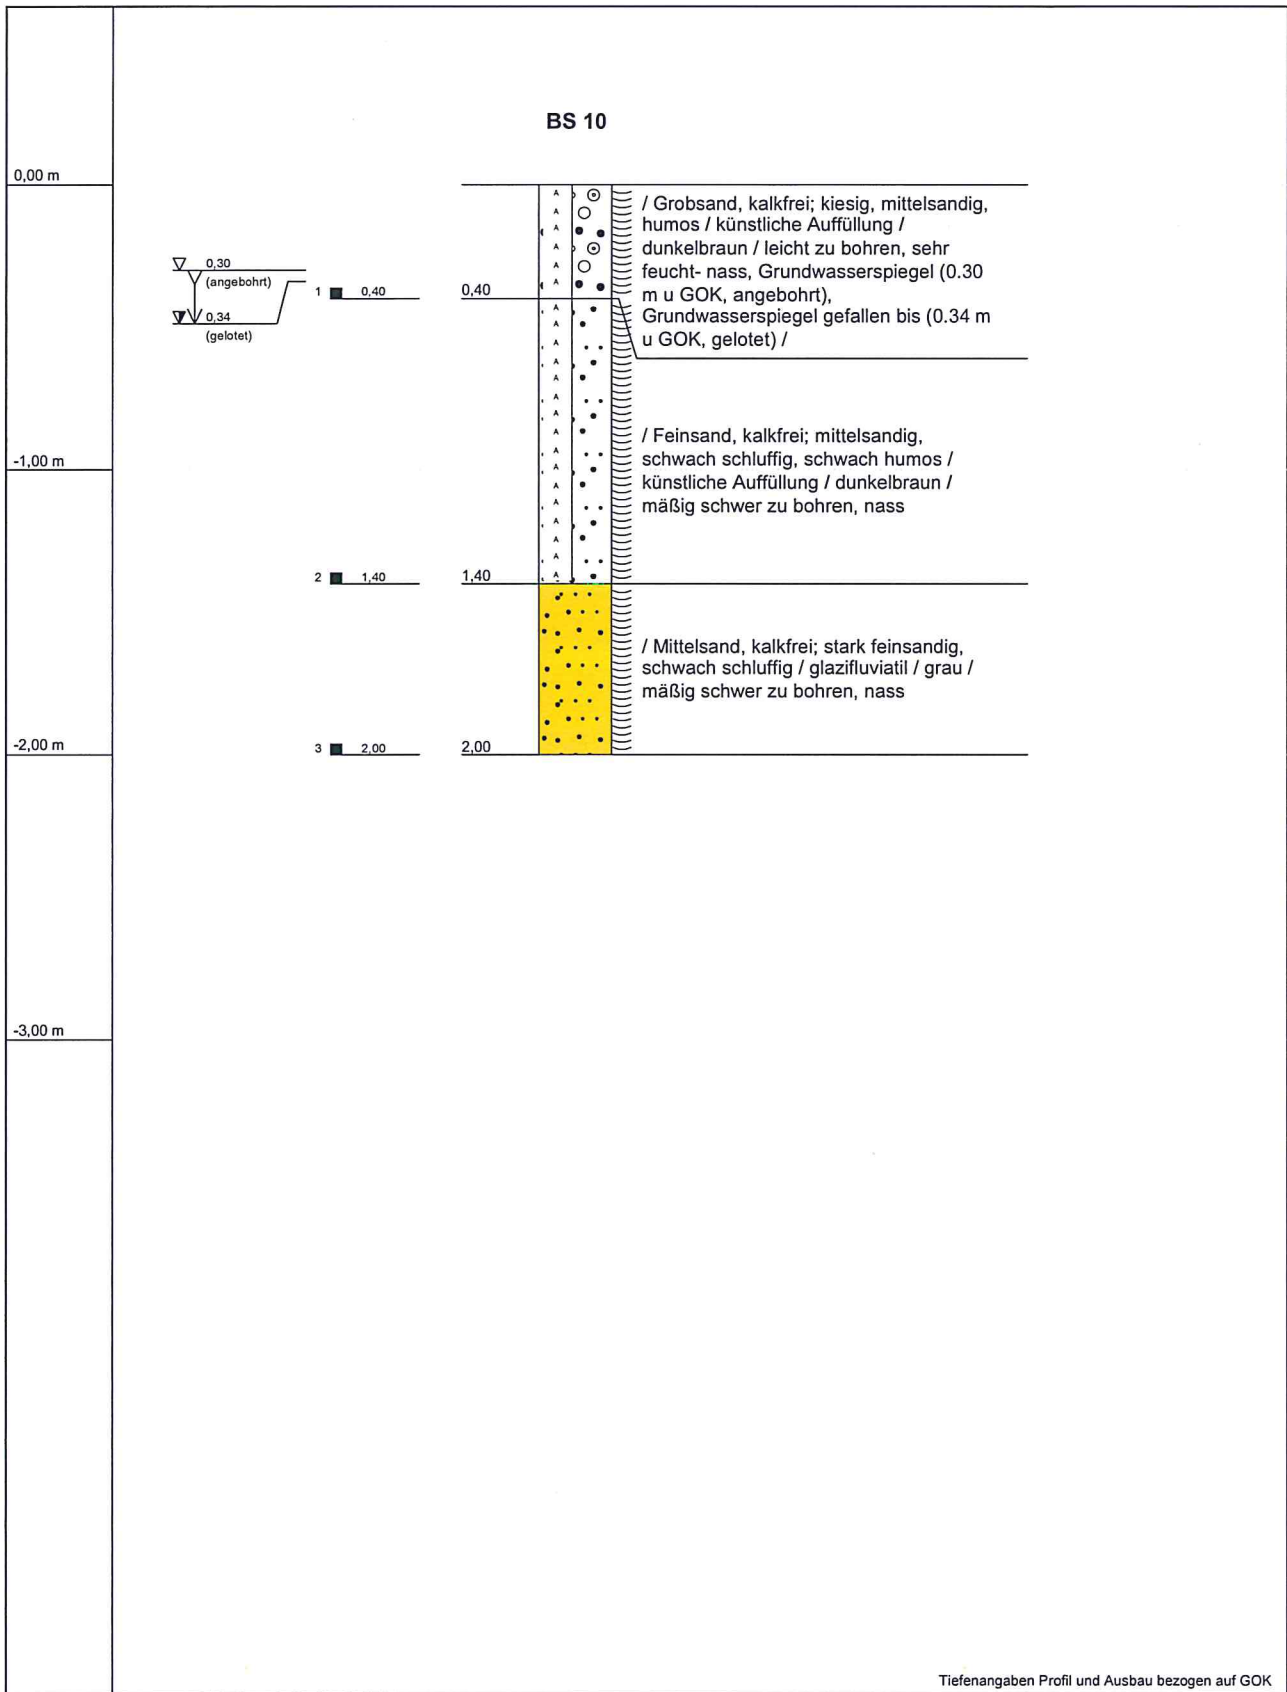 BS 10
0,00 m
/ Grobsand, kalkfrei; kiesig, mittelsandig,
humos / künstliche Auffüllung /
dunkelbraun / leicht zu bohren, sehr
feucht- nass, Grundwasserspiegel (0.30
m u GOK, angebohrt),
Grundwasserspiegel gefallen bis (0.34 m
u GOK, gelotet) /
0,30
(angebohrt)
1 0,40
0,40
0,34
(gelotet)
/ Feinsand, kalkfrei; mittelsandig,
schwach schluffig, schwach humos /
künstliche Auffüllung / dunkelbraun /
mäßig schwer zu bohren, nass
-1,00 m
2 1,40
1,40
/ Mittelsand, kalkfrei; stark feinsandig,
schwach schluffig / glazifluviatil / grau /
mäßig schwer zu bohren, nass
-2,00 m
3 2,00
2,00
-3,00 m
Tiefenangaben Profil und Ausbau bezogen auf GOK